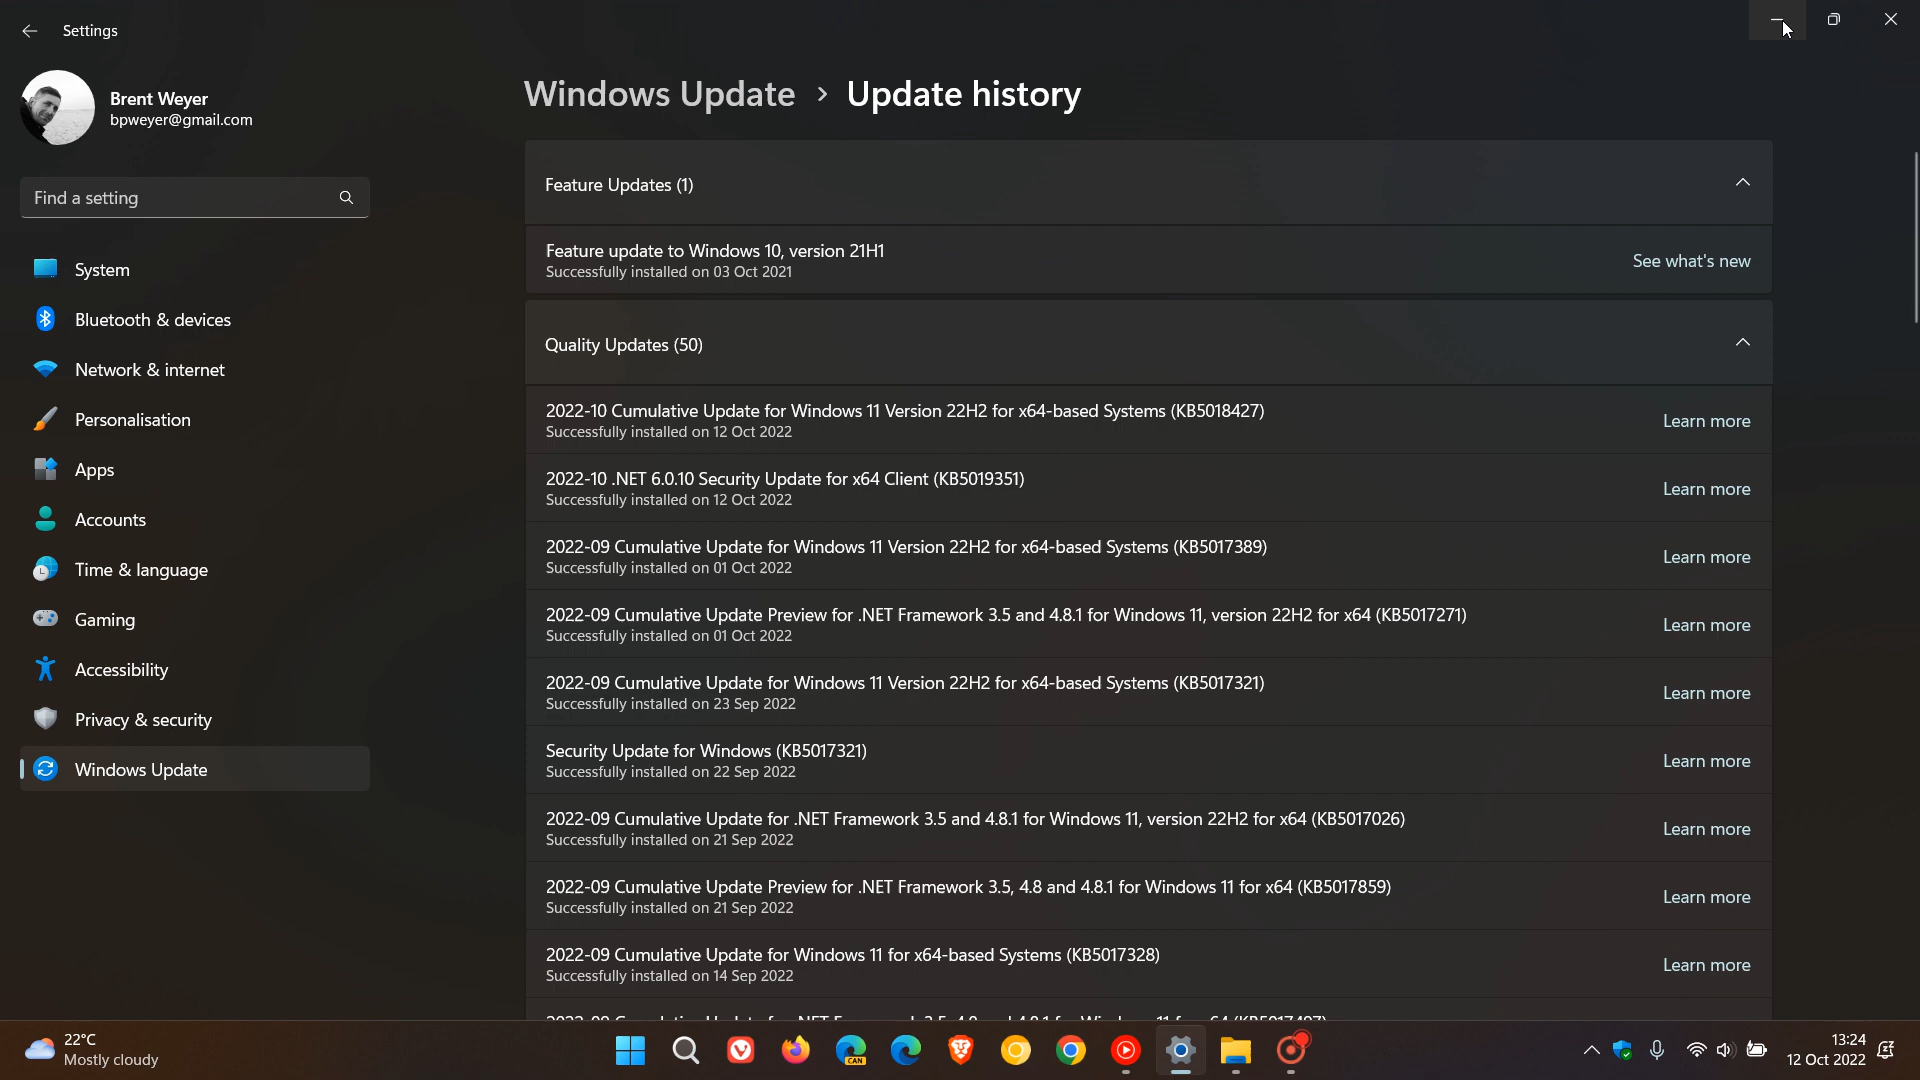 Settings
Brent Weyer
bpweyer@gmail.com
Find a setting
System
Bluetooth & devices
Network & internet
Personalisation
Apps
Accounts
Time & language
Gaming
Accessibility
Privacy & security
Windows Update
Windows Update > Update history
Feature Updates (1)
Feature update to Windows 10, version 21H1
Successfully installed on 03 Oct 2021
See what's new
Quality Updates (50)
2022-10 Cumulative Update for Windows 11 Version 22H2 for x64-based Systems (KB5018427)
Successfully installed on 12 Oct 2022
Learn more
2022-10 .NET 6.0.10 Security Update for x64 Client (KB5019351)
Successfully installed on 12 Oct 2022
Learn more
2022-09 Cumulative Update for Windows 11 Version 22H2 for x64-based Systems (KB5017389)
Successfully installed on 01 Oct 2022
Learn more
2022-09 Cumulative Update Preview for .NET Framework 3.5 and 4.8.1 for Windows 11, version 22H2 for x64 (KB5017271)
Successfully installed on 01 Oct 2022
Learn more
2022-09 Cumulative Update for Windows 11 Version 22H2 for x64-based Systems (KB5017321)
Successfully installed on 23 Sep 2022
Learn more
Security Update for Windows (KB5017321)
Successfully installed on 22 Sep 2022
Learn more
2022-09 Cumulative Update for .NET Framework 3.5 and 4.8.1 for Windows 11, version 22H2 for x64 (KB5017026)
Successfully installed on 21 Sep 2022
Learn more
2022-09 Cumulative Update Preview for .NET Framework 3.5, 4.8 and 4.8.1 for Windows 11 for x64 (KB5017859)
Successfully installed on 21 Sep 2022
Learn more
2022-09 Cumulative Update for Windows 11 for x64-based Systems (KB5017328)
Successfully installed on 14 Sep 2022
Learn more
22°C
Mostly cloudy
CAN
13:24
12 Oct 2022